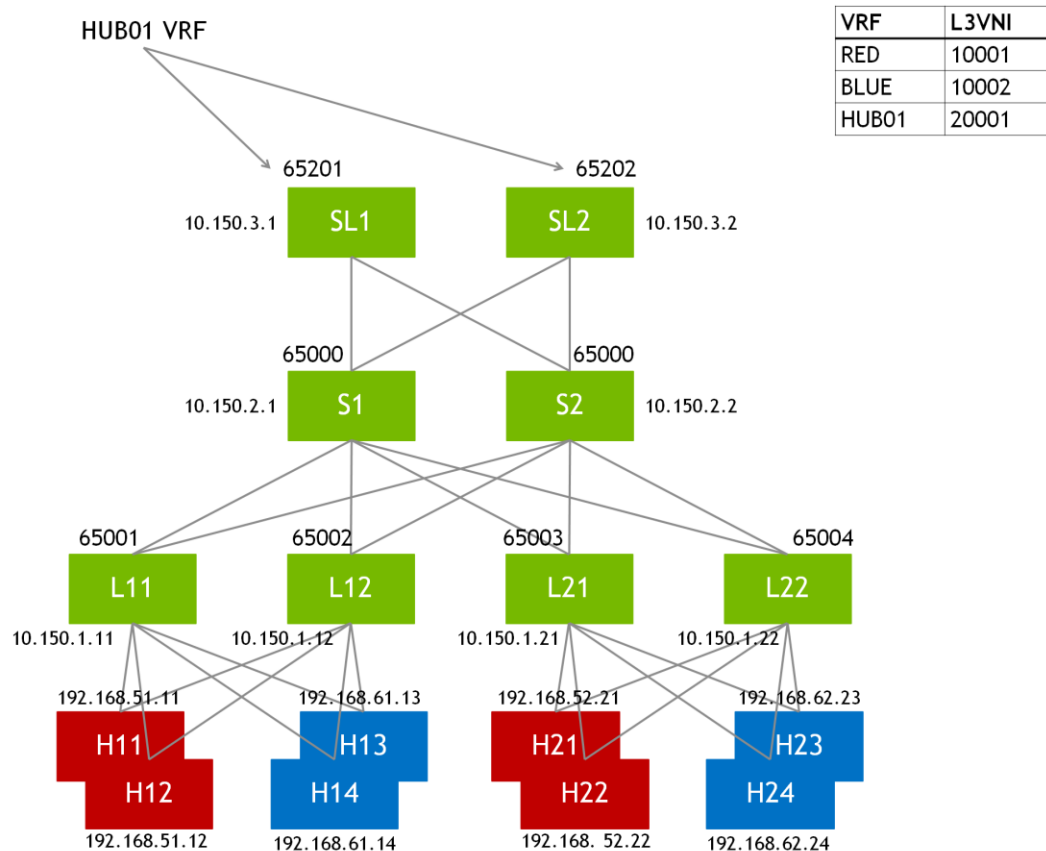 HUB01 VRF
VRF L3VNI
RED 10001
BLUE 10002
HUB01 20001
65201 65202
10.150.3.1 SL1 SL2 10.150.3.2
65000 65000
10.150.2.1 S1 S2 10.150.2.2
65001 65002 65003 65004
L11 L12 L21 L22
10.150.1.11 10.150.1.12 10.150.1.21 10.150.1.22
192.168.51.11 192.168.61.13 192.168.52.21 192.168.62.23
H11 H13 H21 H23
H12 H14 H22 H24
192.168.51.12 192.168.61.14 192.168. 52.22 192.168.62.24